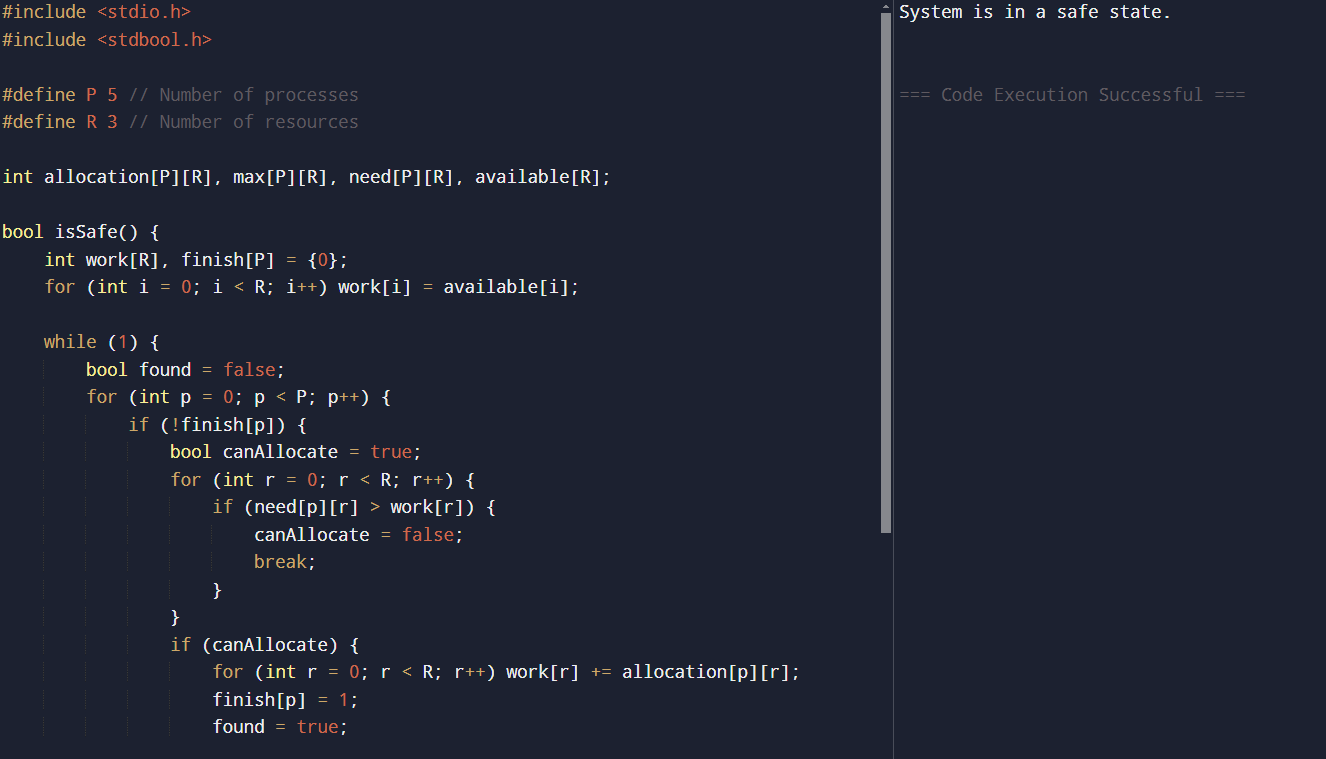 #include <stdio.h>
#include <stdbool.h>
#define P 5 // Number of processes
#define R 3 // Number of resources
int allocation[P][R], max[P][R], need[P][R], available[R];
bool isSafe() {
    int work[R], finish[P] = {0};
    for (int i = 0; i < R; i++) work[i] = available[i];
    while (1) {
        bool found = false;
        for (int p = 0; p < P; p++) {
            if (!finish[p]) {
                bool canAllocate = true;
                for (int r = 0; r < R; r++) {
                    if (need[p][r] > work[r]) {
                        canAllocate = false;
                        break;
                    }
                }
                if (canAllocate) {
                    for (int r = 0; r < R; r++) work[r] += allocation[p][r];
                    finish[p] = 1;
                    found = true;
System is in a safe state.
=== Code Execution Successful ===